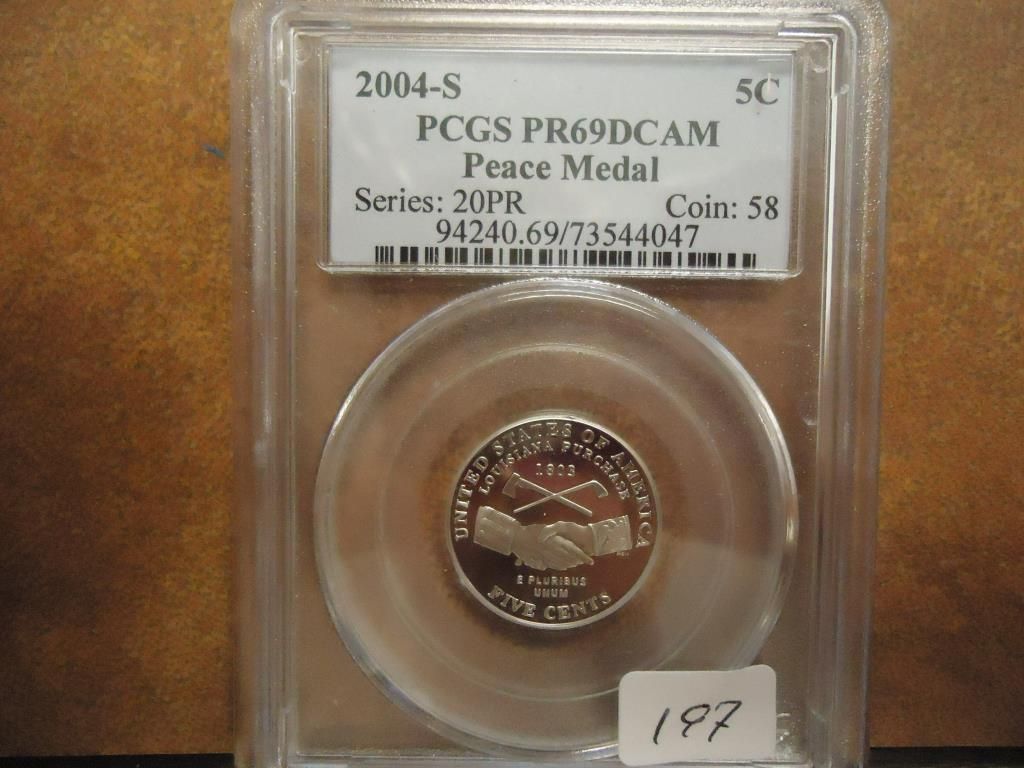 2004-S 5C
PCGS PR69DCAM
Peace Medal
Series: 20PR Coin: 58
94240.69/73544047
UNITED STATES OF AMERICA
LOUISIANA PURCHASE
1803
E PLURIBUS
UNUM
FIVE CENTS
197